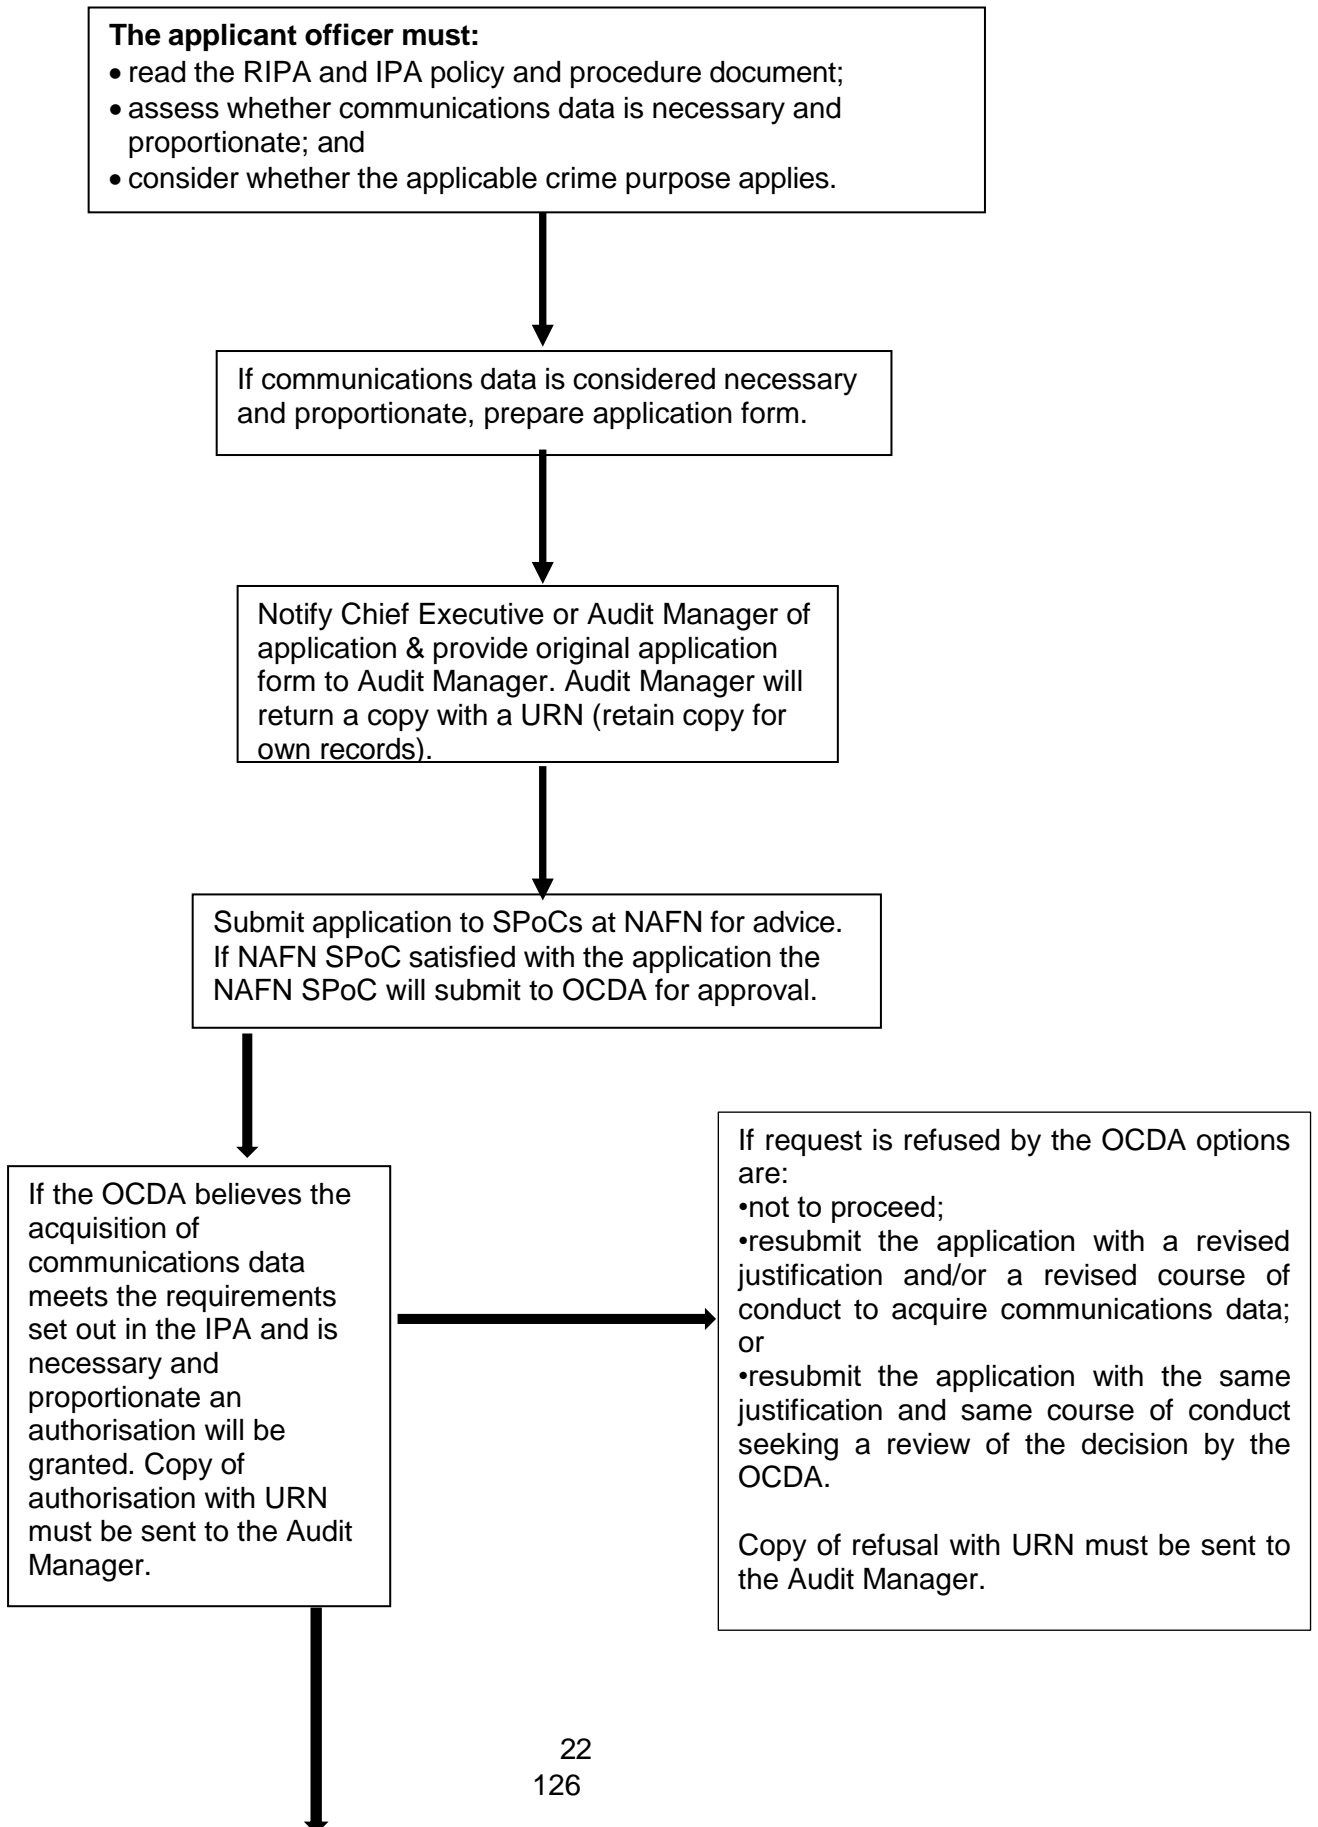 The applicant officer must:
• read the RIPA and IPA policy and procedure document;
• assess whether communications data is necessary and
proportionate; and
• consider whether the applicable crime purpose applies.
If communications data is considered necessary
and proportionate, prepare application form.
Notify Chief Executive or Audit Manager of
application & provide original application
form to Audit Manager. Audit Manager will
return a copy with a URN (retain copy for
own records).
Submit application to SPoCs at NAFN for advice.
If NAFN SPoC satisfied with the application the
NAFN SPoC will submit to OCDA for approval.
If the OCDA believes the
acquisition of
communications data
meets the requirements
set out in the IPA and is
necessary and
proportionate an
authorisation will be
granted. Copy of
authorisation with URN
must be sent to the Audit
Manager.
If request is refused by the OCDA options
are:
•not to proceed;
•resubmit the application with a revised
justification and/or a revised course of
conduct to acquire communications data;
or
•resubmit the application with the same
justification and same course of conduct
seeking a review of the decision by the
OCDA.
Copy of refusal with URN must be sent to
the Audit Manager.
22
126